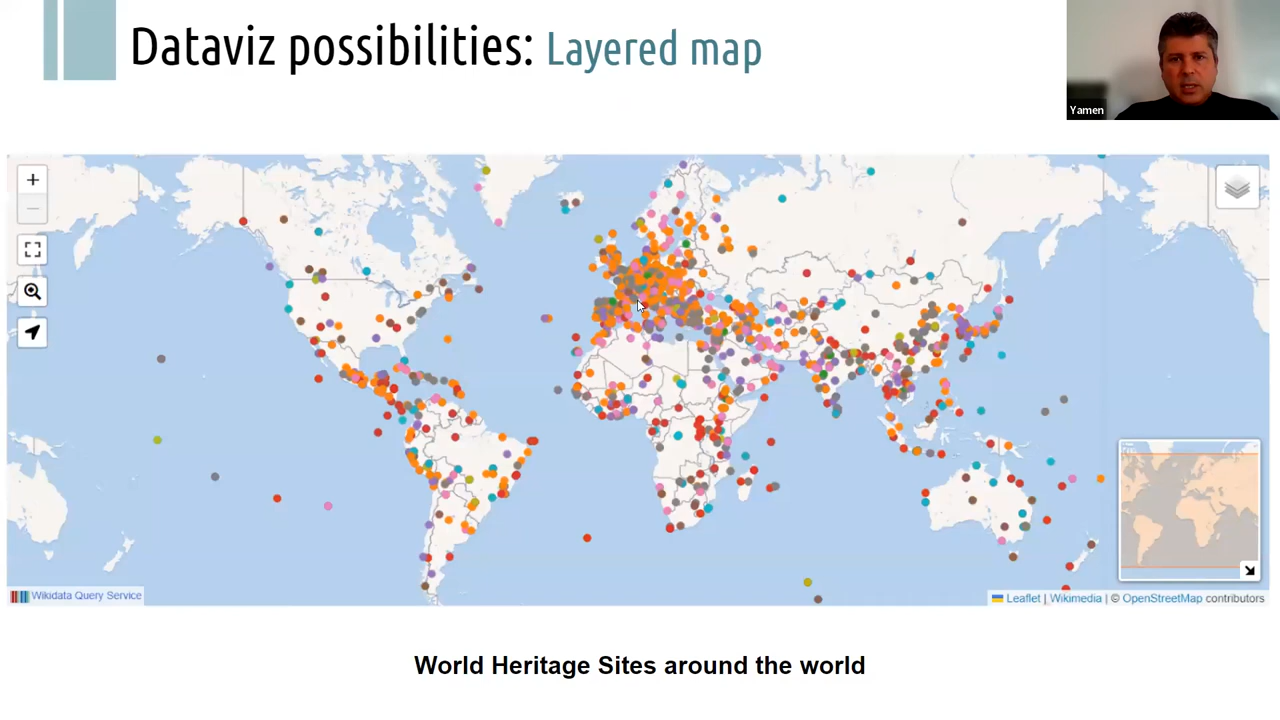 Dataviz possibilities: Layered map
Yamen
+
−
Wikidata Query Service
Leaflet | Wikimedia | © OpenStreetMap contributors
World Heritage Sites around the world